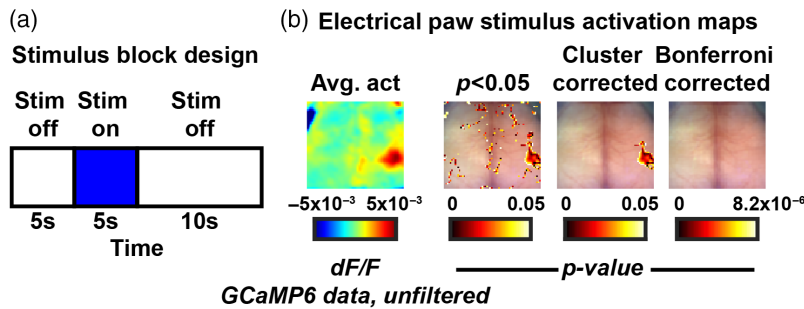 (a)
Stimulus block design
Stim off
Stim on
Stim off
5s
5s
10s
Time
(b)
Electrical paw stimulus activation maps
Avg. act
p<0.05
Cluster corrected
Bonferroni corrected
−5x10⁻³
5x10⁻³
0
0.05
0
0.05
0
8.2x10⁻⁶
dF/F
p-value
GCaMP6 data, unfiltered